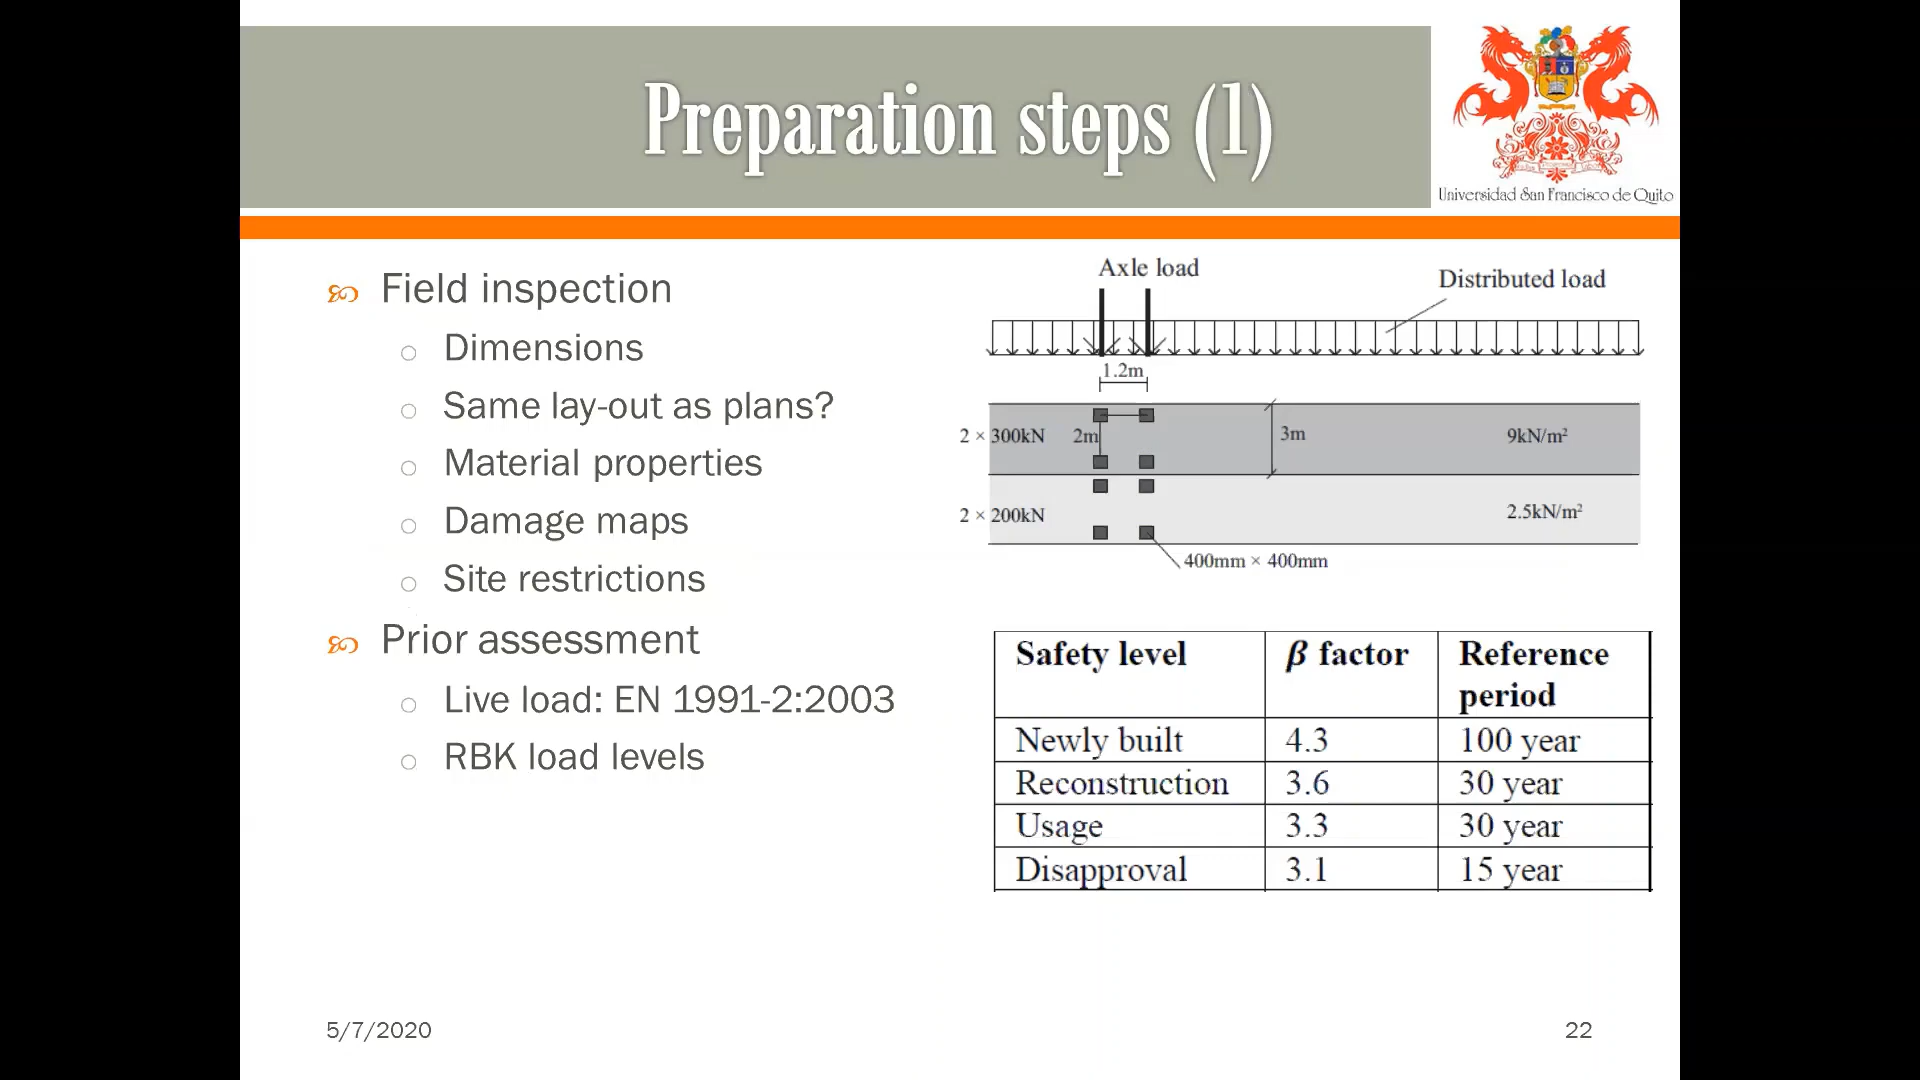 Preparation steps (1)
Universidad San Francisco de Quito
Field inspection
Dimensions
Same lay-out as plans?
Material properties
Damage maps
Site restrictions
Prior assessment
Live load: EN 1991-2:2003
RBK load levels
Axle load
Distributed load
1.2m
2 × 300kN
2m
3m
9kN/m²
2 × 200kN
2.5kN/m²
400mm × 400mm
Safety level β factor Reference period
Newly built 4.3 100 year
Reconstruction 3.6 30 year
Usage 3.3 30 year
Disapproval 3.1 15 year
5/7/2020
22